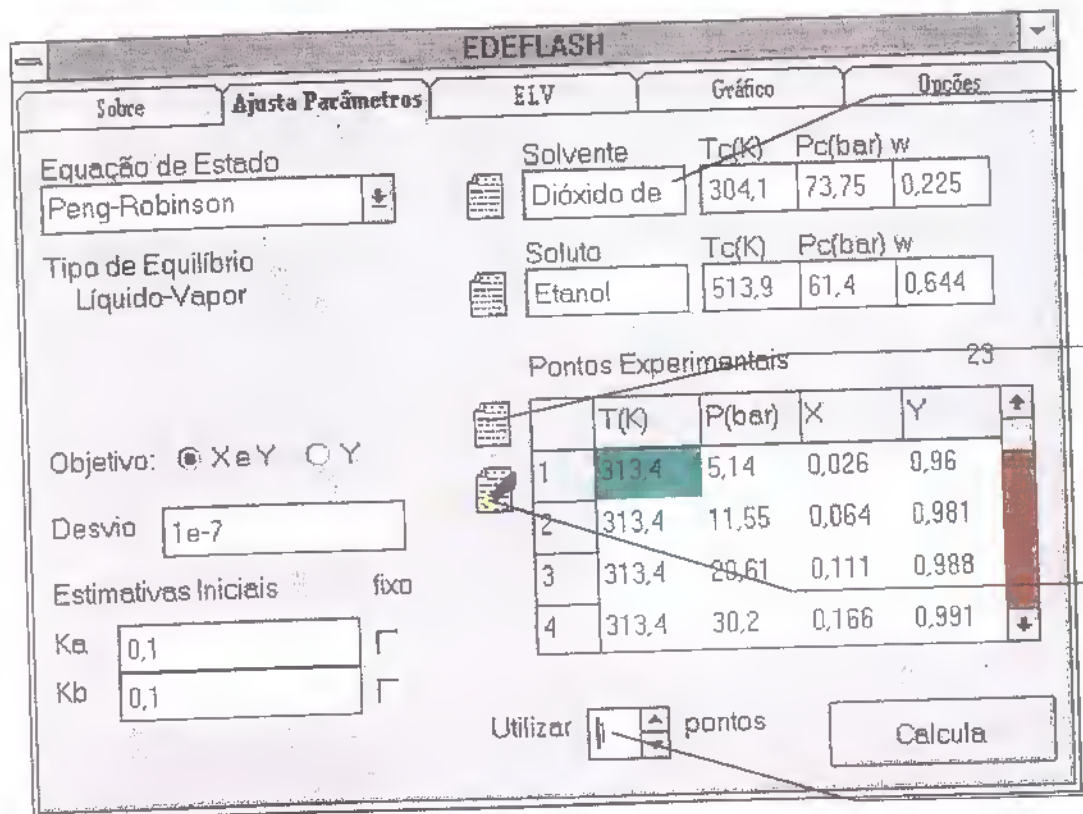 EDEFLASH
Sobre
Ajusta Parâmetros
ELV
Gráfico
Opções
Equação de Estado
Peng-Robinson
Tipo de Equilíbrio
Líquido-Vapor
Objetivo: X e Y Y
Desvio 1e-7
Estimativas Iniciais fixo
Ka 0,1
Kb 0,1
Solvente Tc(K) Pc(bar) w
Dióxido de 304,1 73,75 0,225
Soluto Tc(K) Pc(bar) w
Etanol 513,9 61,4 0,644
Pontos Experimentais 23
T(K) P(bar) X Y
1 313,4 5,14 0,026 0,96
2 313,4 11,55 0,064 0,981
3 313,4 20,61 0,111 0,988
4 313,4 30,2 0,166 0,991
Utilizar pontos
Calcula